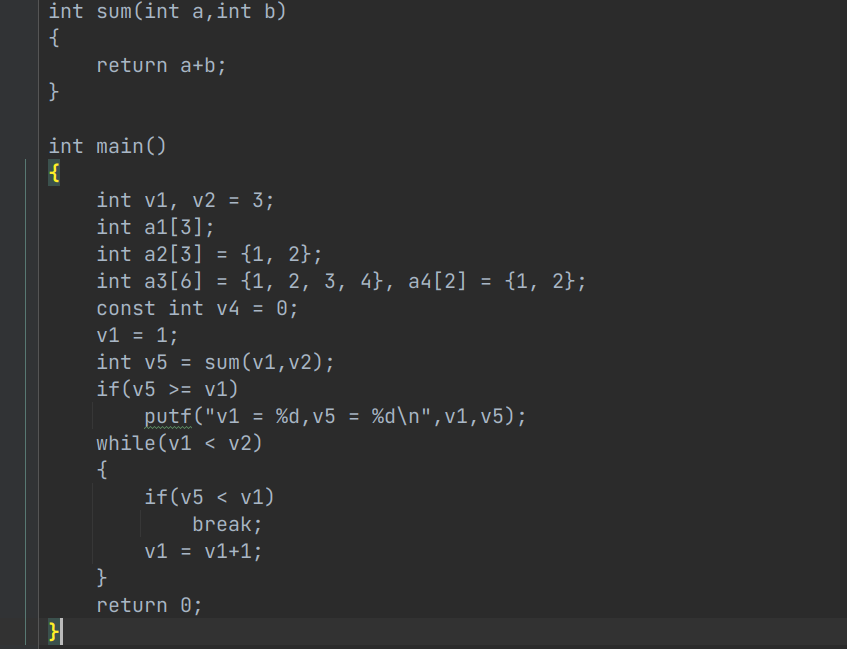 int sum(int a,int b)
{
    return a+b;
}

int main()
{
    int v1, v2 = 3;
    int a1[3];
    int a2[3] = {1, 2};
    int a3[6] = {1, 2, 3, 4}, a4[2] = {1, 2};
    const int v4 = 0;
    v1 = 1;
    int v5 = sum(v1,v2);
    if(v5 >= v1)
        putf("v1 = %d,v5 = %d\n",v1,v5);
    while(v1 < v2)
    {
        if(v5 < v1)
            break;
        v1 = v1+1;
    }
    return 0;
}